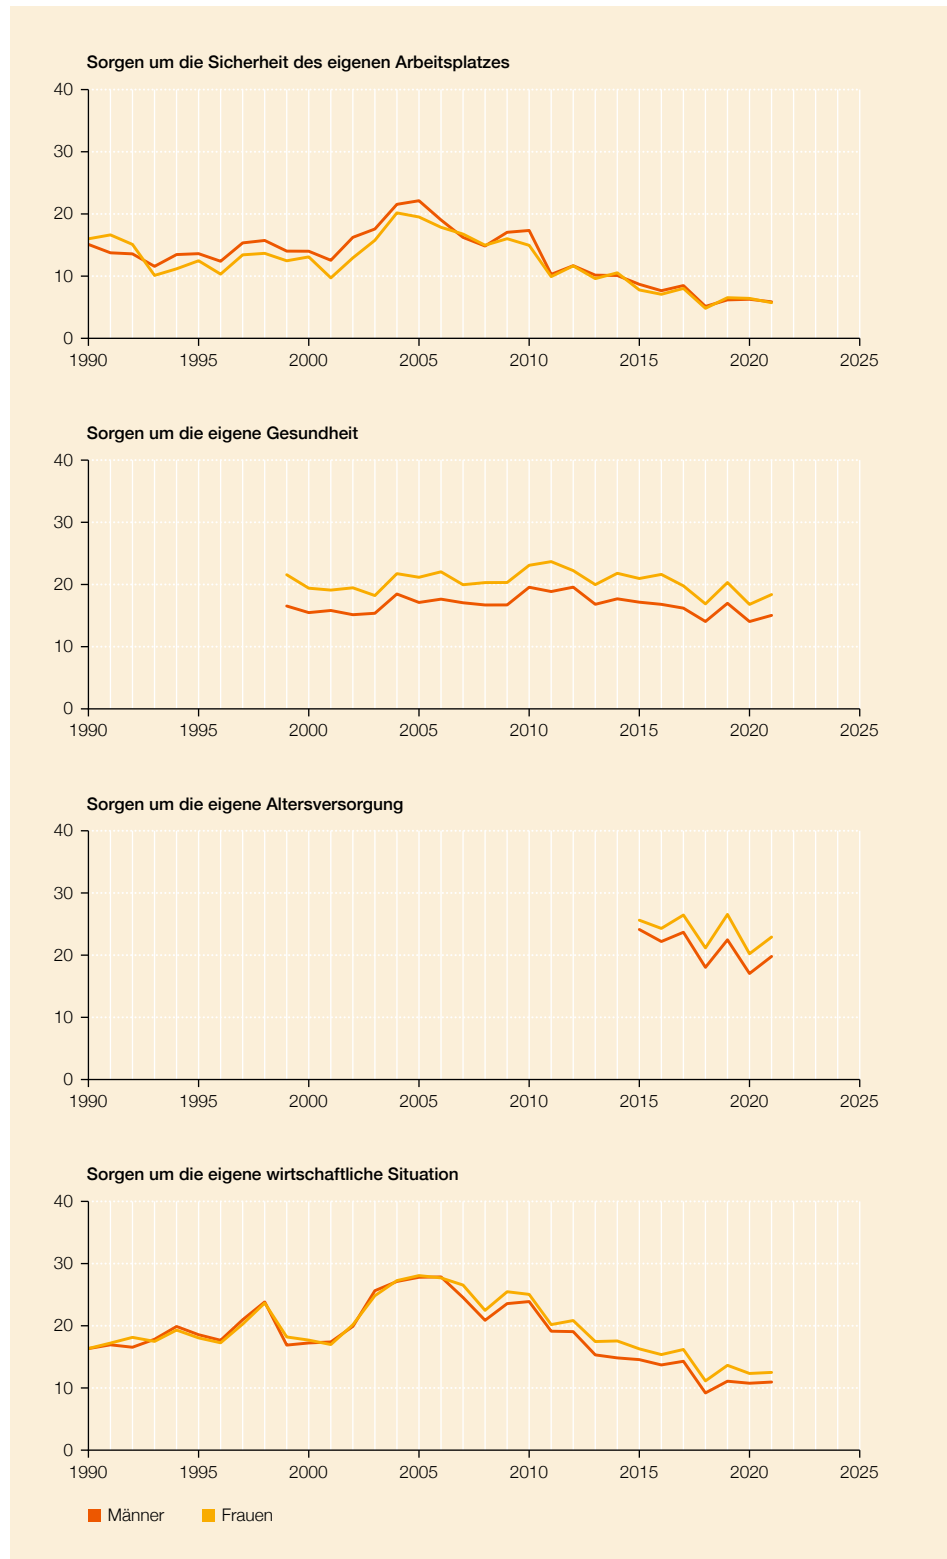 Sorgen um die Sicherheit des eigenen Arbeitsplatzes
40
30
20
10
0
1990 1995 2000 2005 2010 2015 2020 2025
Sorgen um die eigene Gesundheit
40
30
20
10
0
1990 1995 2000 2005 2010 2015 2020 2025
Sorgen um die eigene Altersversorgung
40
30
20
10
0
1990 1995 2000 2005 2010 2015 2020 2025
Sorgen um die eigene wirtschaftliche Situation
40
30
20
10
0
1990 1995 2000 2005 2010 2015 2020 2025
Männer Frauen